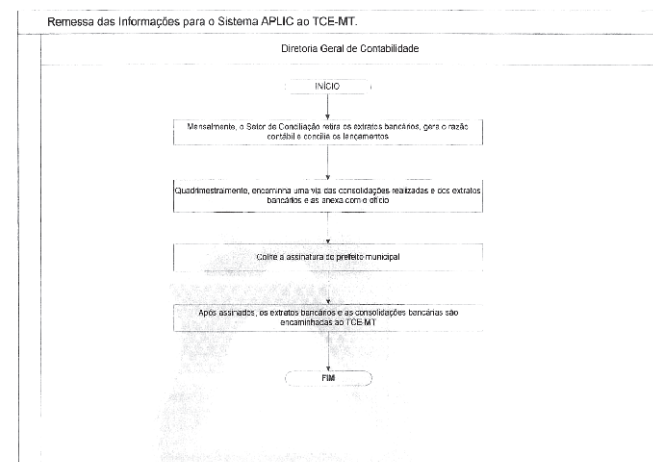 Remessa das Informações para o Sistema APLIC ao TCE-MT.
Diretoria Geral de Contabilidade
INÍCIO
Mensalmente, o Setor de Conciliação retira os extratos bancários, gera o razão
contábil e concilia os lançamentos
Quadrimestralmente, encaminha uma via das consolidações realizadas e dos extratos
bancários e as anexa com o ofício
Colhe a assinatura do prefeito municipal
Após assinados, os extratos bancários e as consolidações bancárias são
encaminhadas ao TCE-MT
FIM